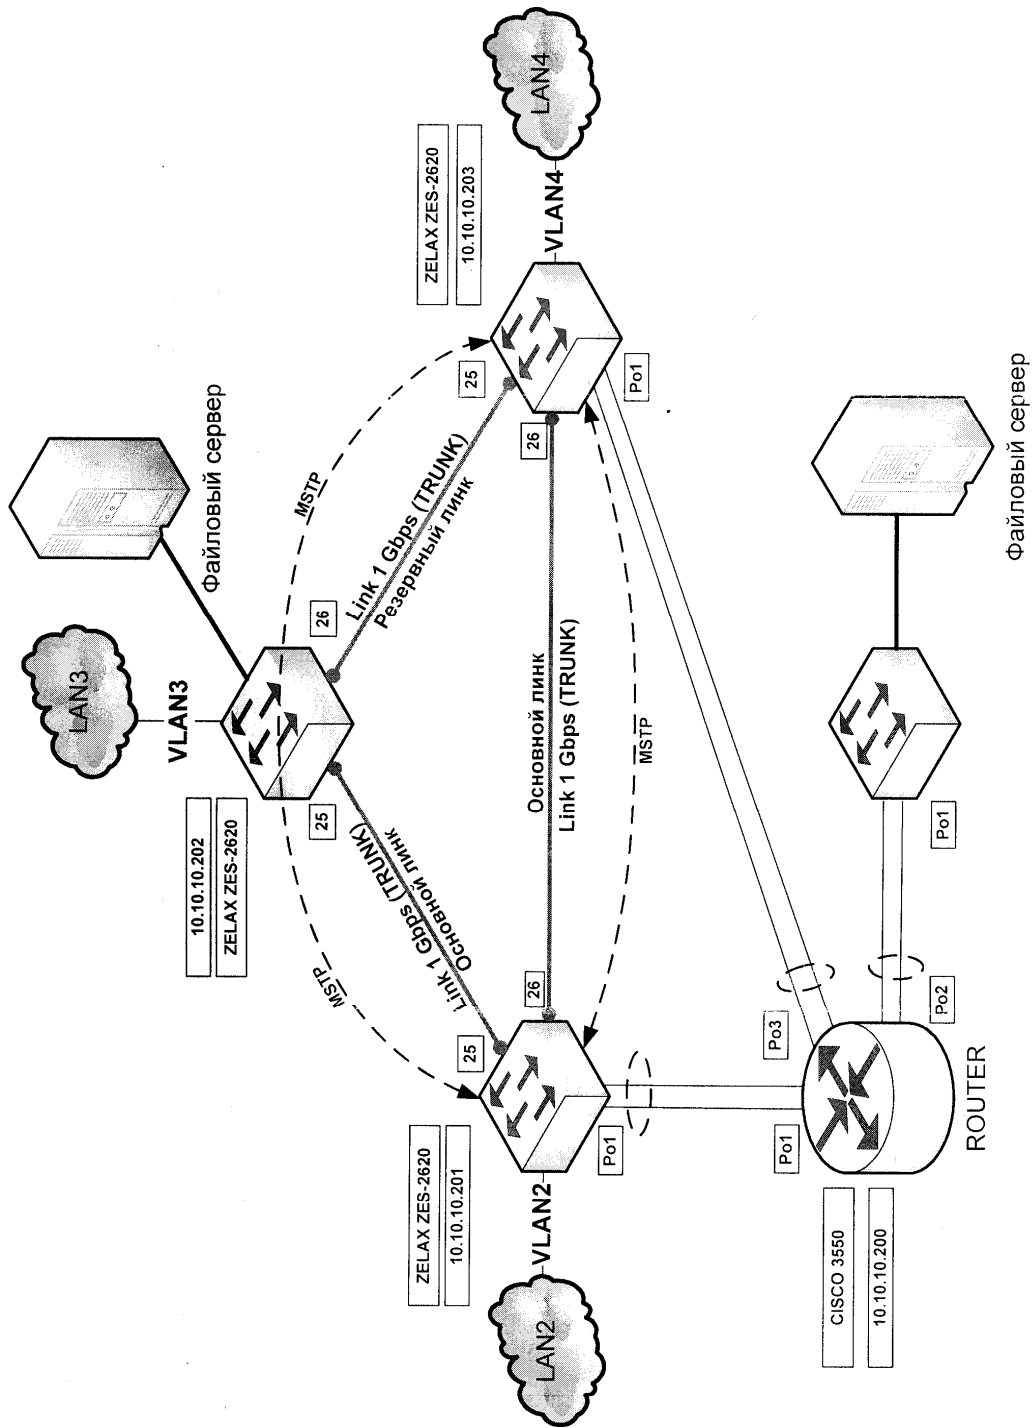 LAN3
VLAN3
10.10.10.202
ZELAX ZES-2620
Файловый сервер
25
26
MSTP
MSTP
Link 1 Gbps (TRUNK)
Основной линк
Link 1 Gbps (TRUNK)
Резервный линк
ZELAX ZES-2620
10.10.10.201
25
26
LAN2
VLAN2
Po1
Основной линк
Link 1 Gbps (TRUNK)
MSTP
ZELAX ZES-2620
10.10.10.203
25
26
VLAN4
LAN4
Po1
CISCO 3550
10.10.10.200
Po1
Po3
Po2
ROUTER
Po1
Файловый сервер